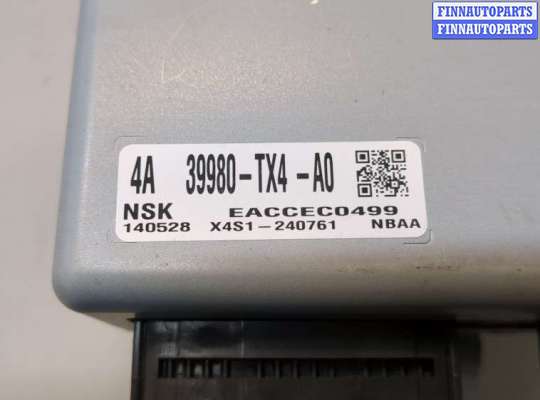 FINNAUTOPARTS
FINNAUTOPARTS
4A 39980-TX4-A0
NSK EACCEC0499
140528 X4S1-240761 NBAA